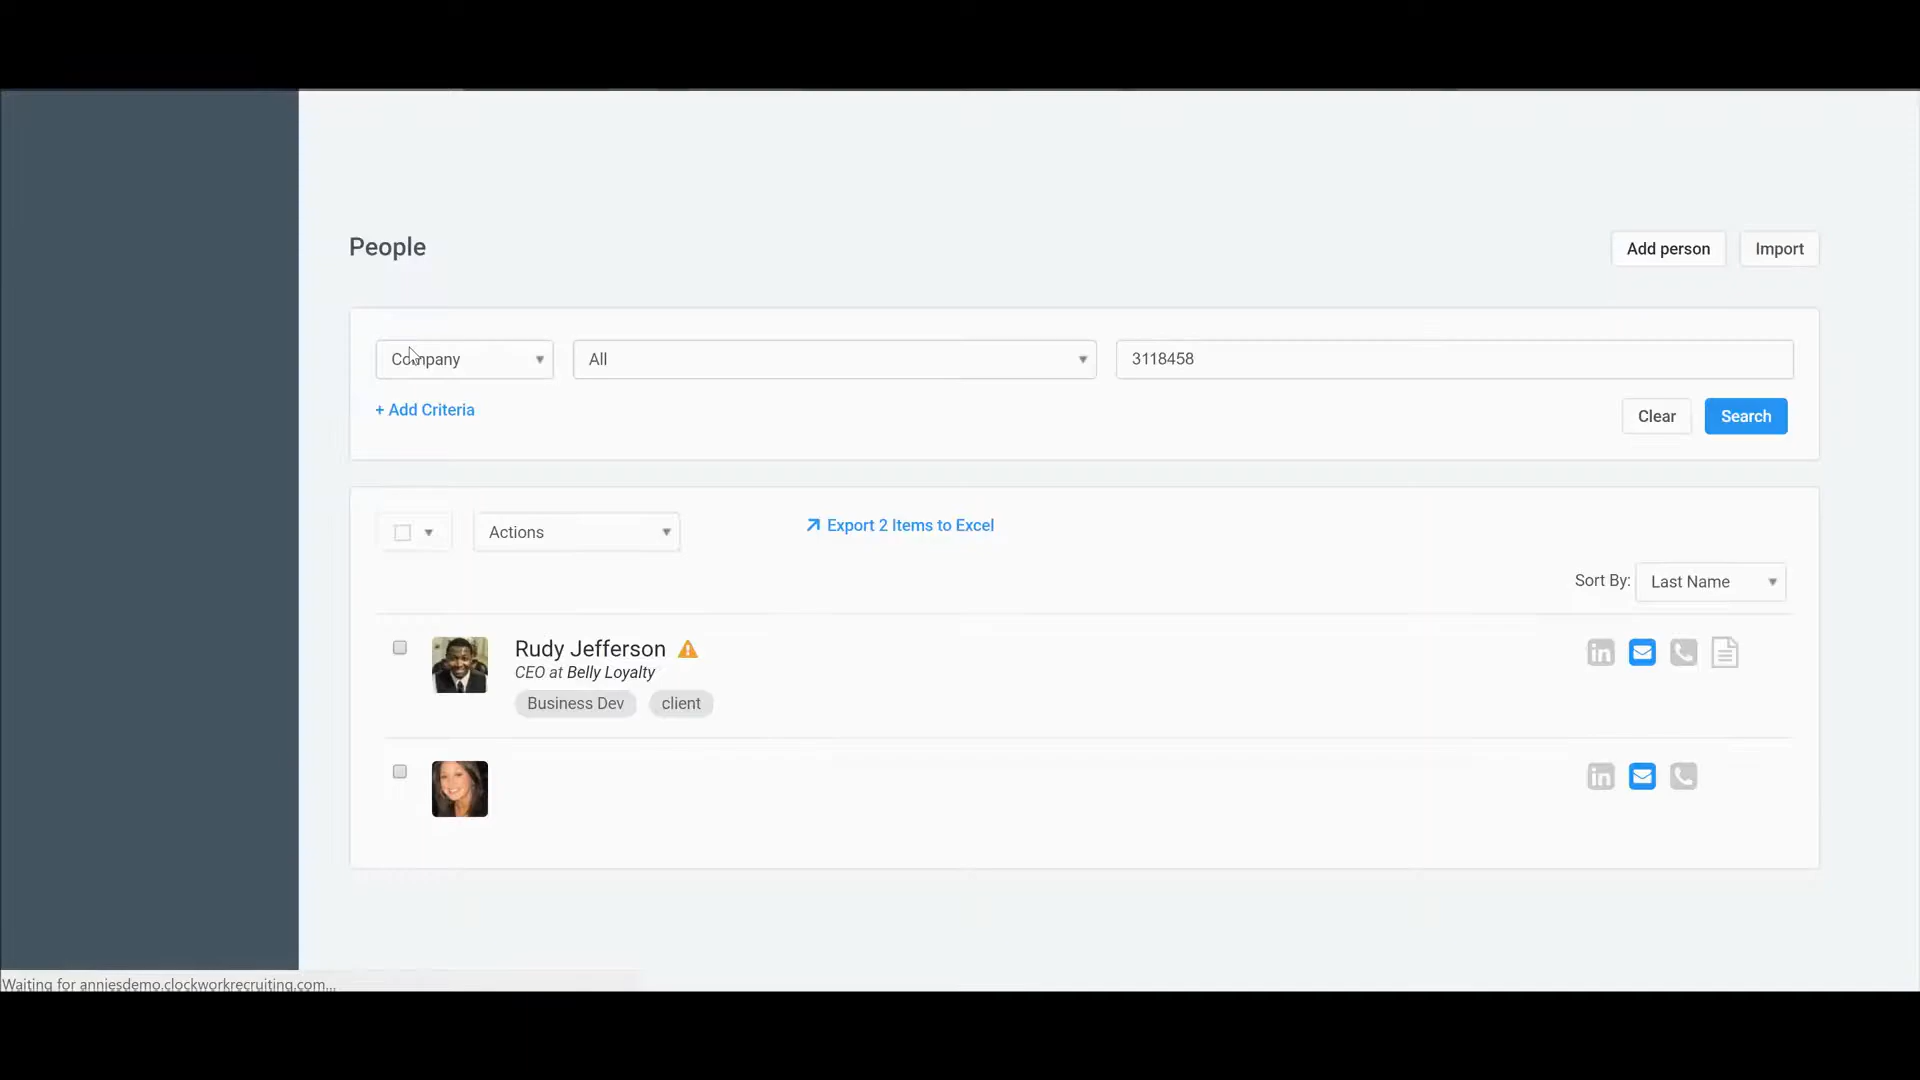 People
Add person
Import
Company
All
3118458
+ Add Criteria
Clear
Search
Actions
Export 2 Items to Excel
Sort By:
Last Name
Rudy Jefferson
CEO at Belly Loyalty
Business Dev
client
Waiting for anniesdemo.clockworkrecruiting.com...